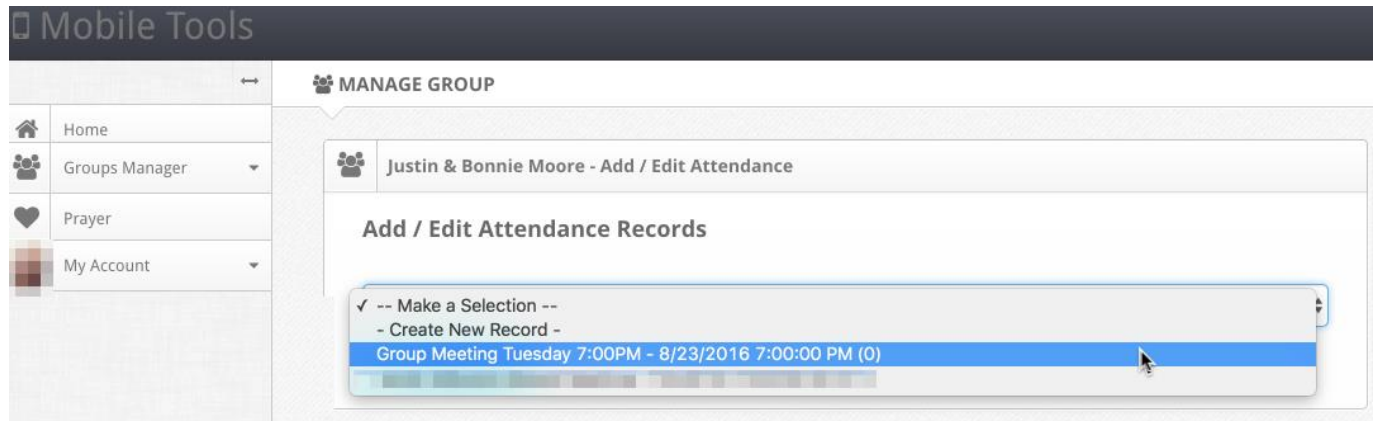 Mobile Tools
MANAGE GROUP
Home
Groups Manager
Prayer
My Account
Justin & Bonnie Moore - Add / Edit Attendance
Add / Edit Attendance Records
-- Make a Selection --
- Create New Record -
Group Meeting Tuesday 7:00PM - 8/23/2016 7:00:00 PM (0)